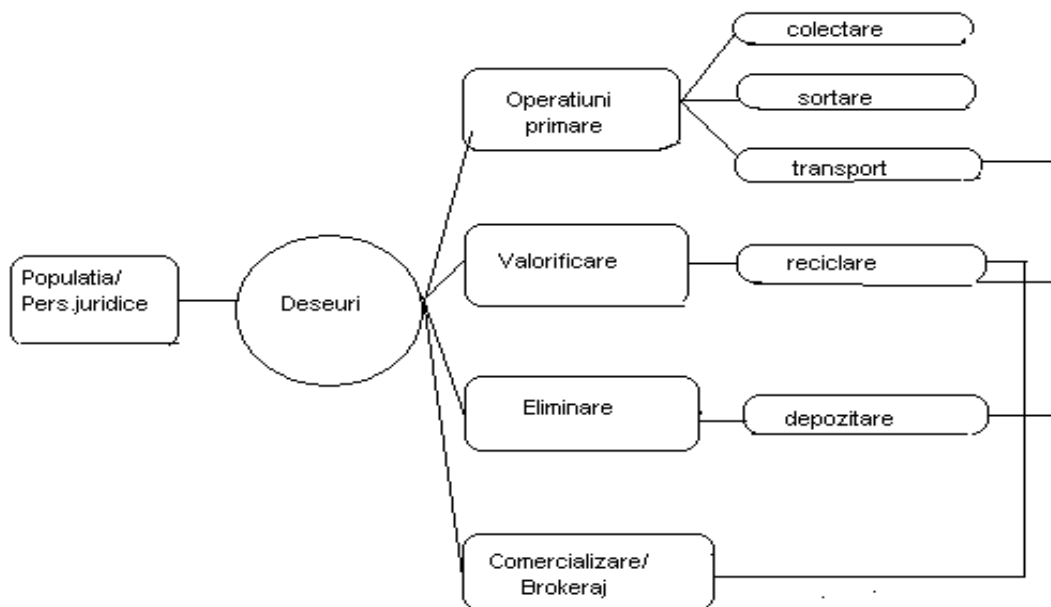 Populatia/
Pers.juridice
Deseuri
Operatiuni
primare
colectare
sortare
transport
Valorificare
reciclare
Eliminare
depozitare
Comercializare/
Brokeraj